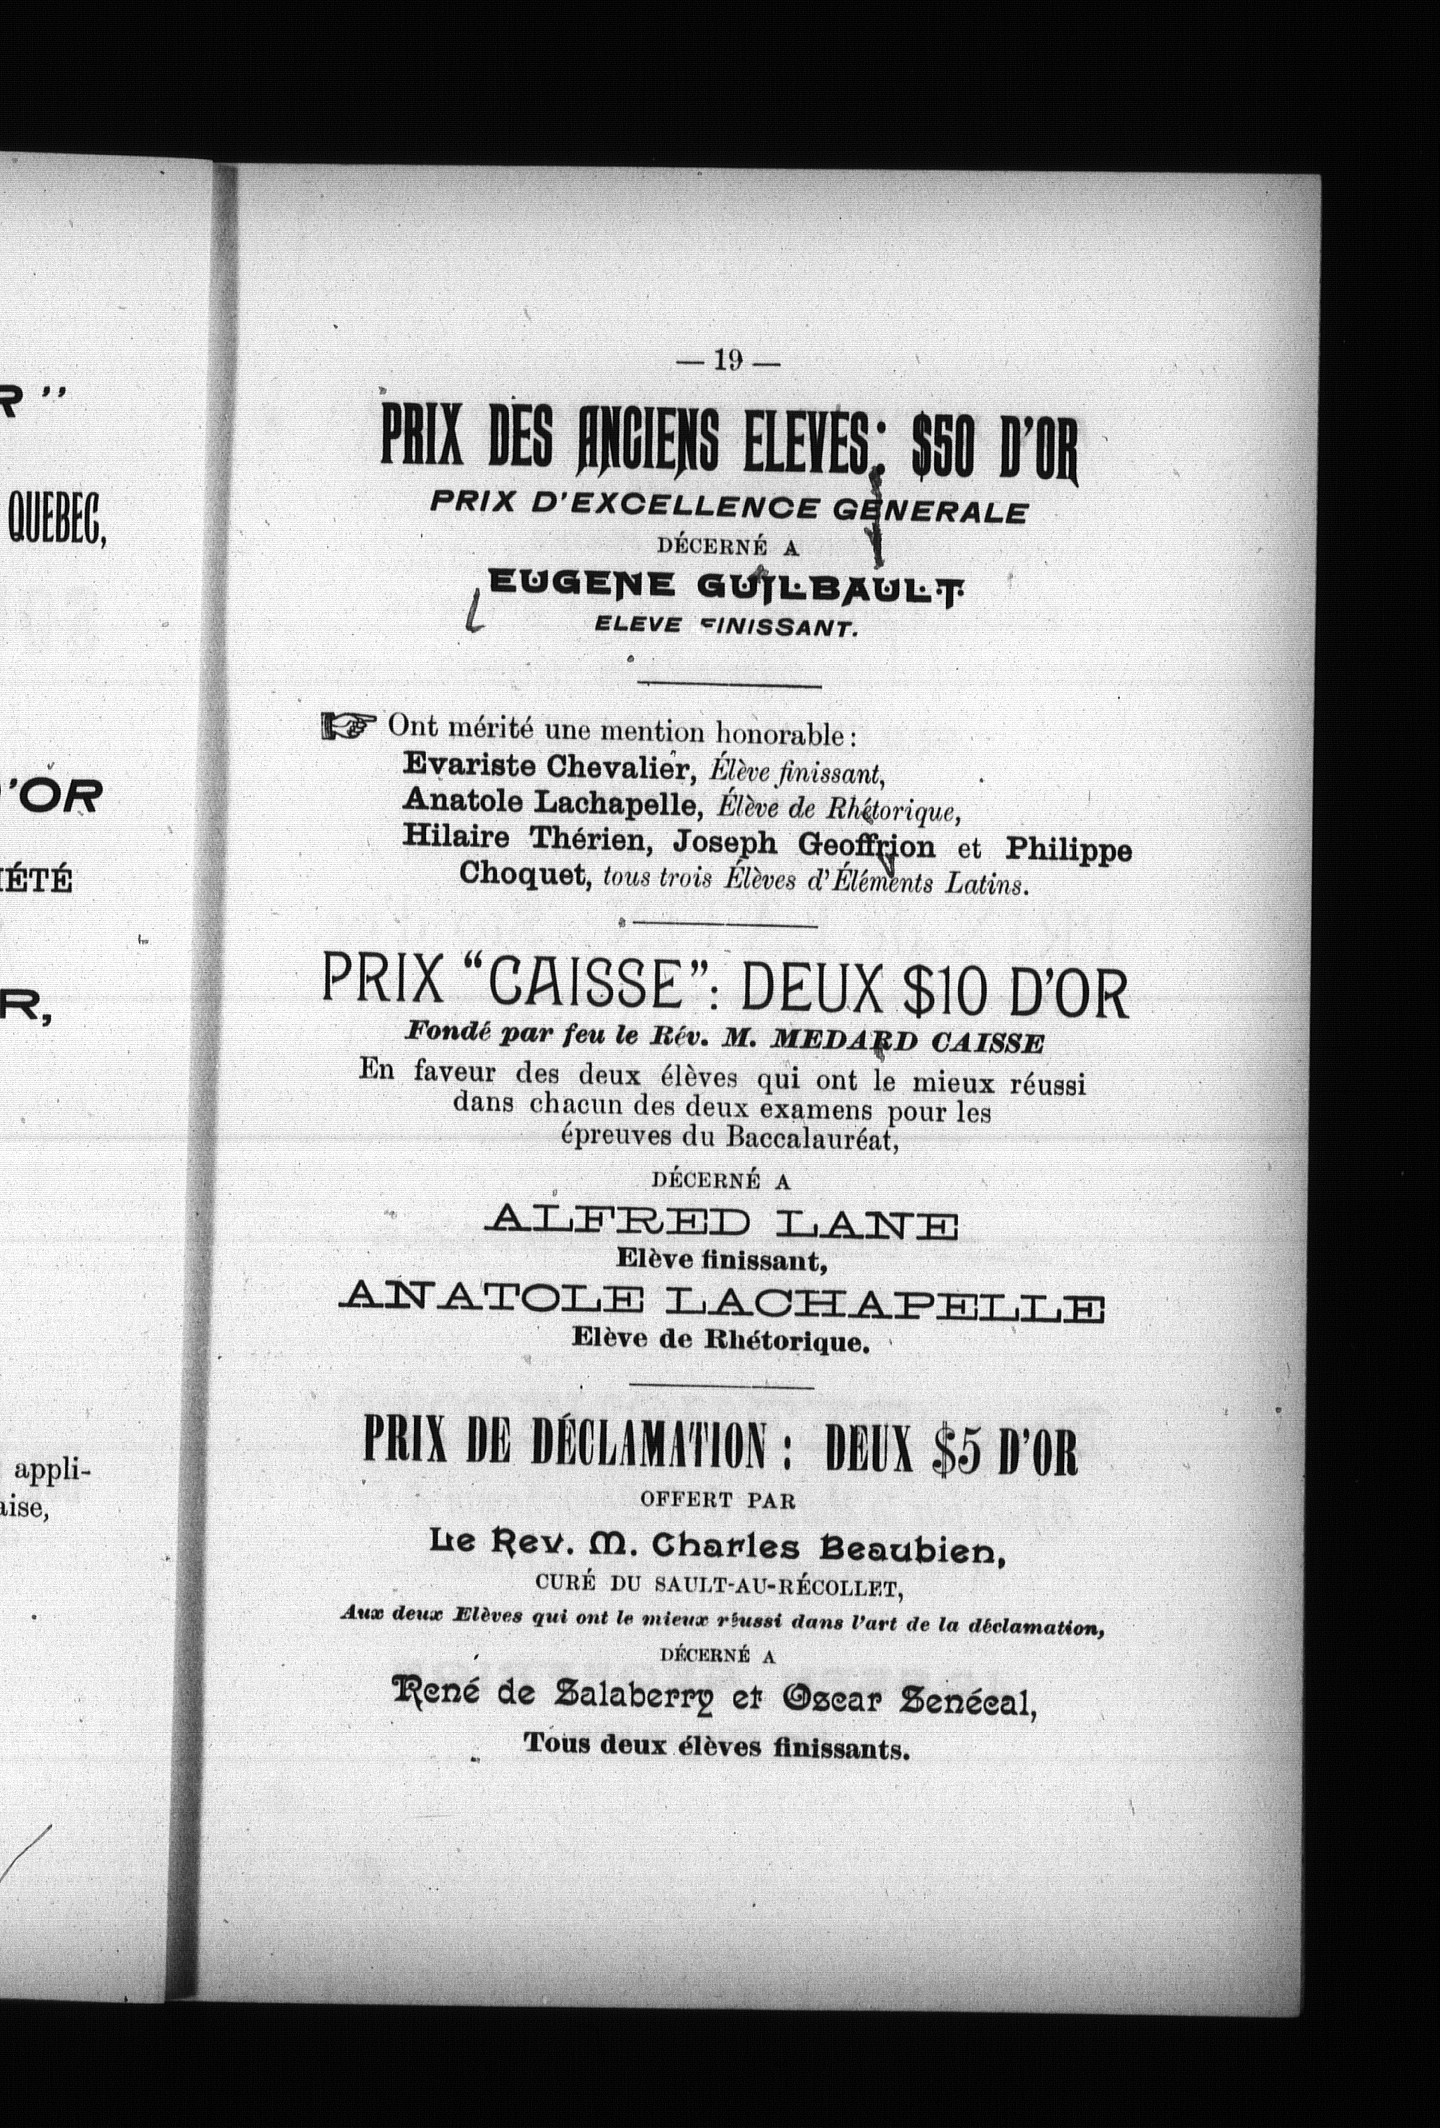 R"
QUEBEC,
'OR
IÉTÉ
R,
appli-
aise,
— 19 —
PRIX DES ANCIENS ELEVES: $50 D'OR
PRIX D'EXCELLENCE GENERALE
DÉCERNÉ A
EUGENE GUILBAULT
ELEVE FINISSANT.
☞ Ont mérité une mention honorable:
Evariste Chevalier, Élève finissant,
Anatole Lachapelle, Élève de Rhétorique,
Hilaire Thérien, Joseph Geoffrion et Philippe
Choquet, tous trois Élèves d'Éléments Latins.
PRIX "CAISSE": DEUX $10 D'OR
Fondé par feu le Rév. M. MEDARD CAISSE
En faveur des deux élèves qui ont le mieux réussi
dans chacun des deux examens pour les
épreuves du Baccalauréat,
DÉCERNÉ A
ALFRED LANE
Elève finissant,
ANATOLE LACHAPELLE
Elève de Rhétorique.
PRIX DE DÉCLAMATION : DEUX $5 D'OR
OFFERT PAR
Le Rev. M. Charles Beaubien,
CURÉ DU SAULT-AU-RÉCOLLET,
Aux deux Elèves qui ont le mieux réussi dans l'art de la déclamation,
DÉCERNÉ A
René de Salaberry et Oscar Senécal,
Tous deux élèves finissants.